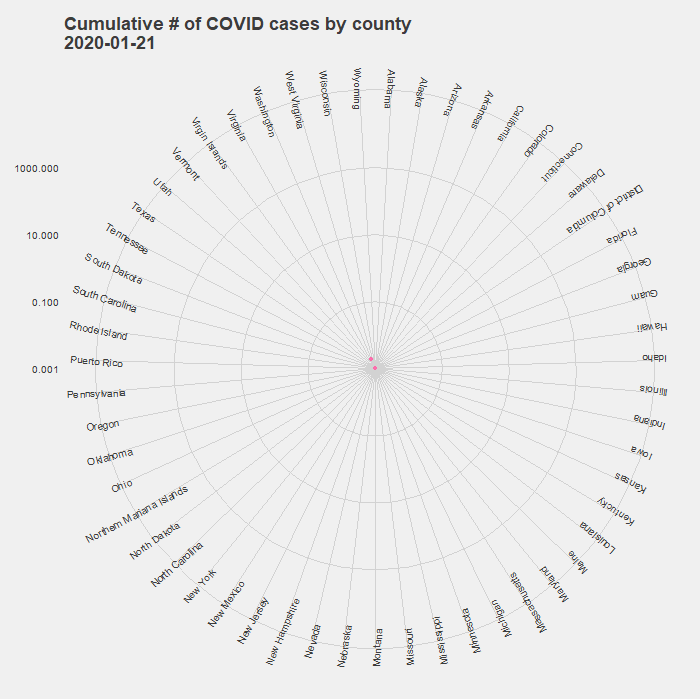 Cumulative # of COVID cases by county
2020-01-21
1000.000
10.000
0.100
0.001
Alabama
Alaska
Arizona
Arkansas
California
Colorado
Connecticut
Delaware
District of Columbia
Florida
Georgia
Guam
Hawaii
Idaho
Illinois
Indiana
Iowa
Kansas
Kentucky
Louisiana
Maine
Maryland
Massachusetts
Michigan
Minnesota
Mississippi
Missouri
Montana
Nebraska
Nevada
New Hampshire
New Jersey
New Mexico
New York
North Carolina
North Dakota
Northern Mariana Islands
Ohio
Oklahoma
Oregon
Pennsylvania
Puerto Rico
Rhode Island
South Carolina
South Dakota
Tennessee
Texas
Utah
Vermont
Virgin Islands
Virginia
Washington
West Virginia
Wisconsin
Wyoming